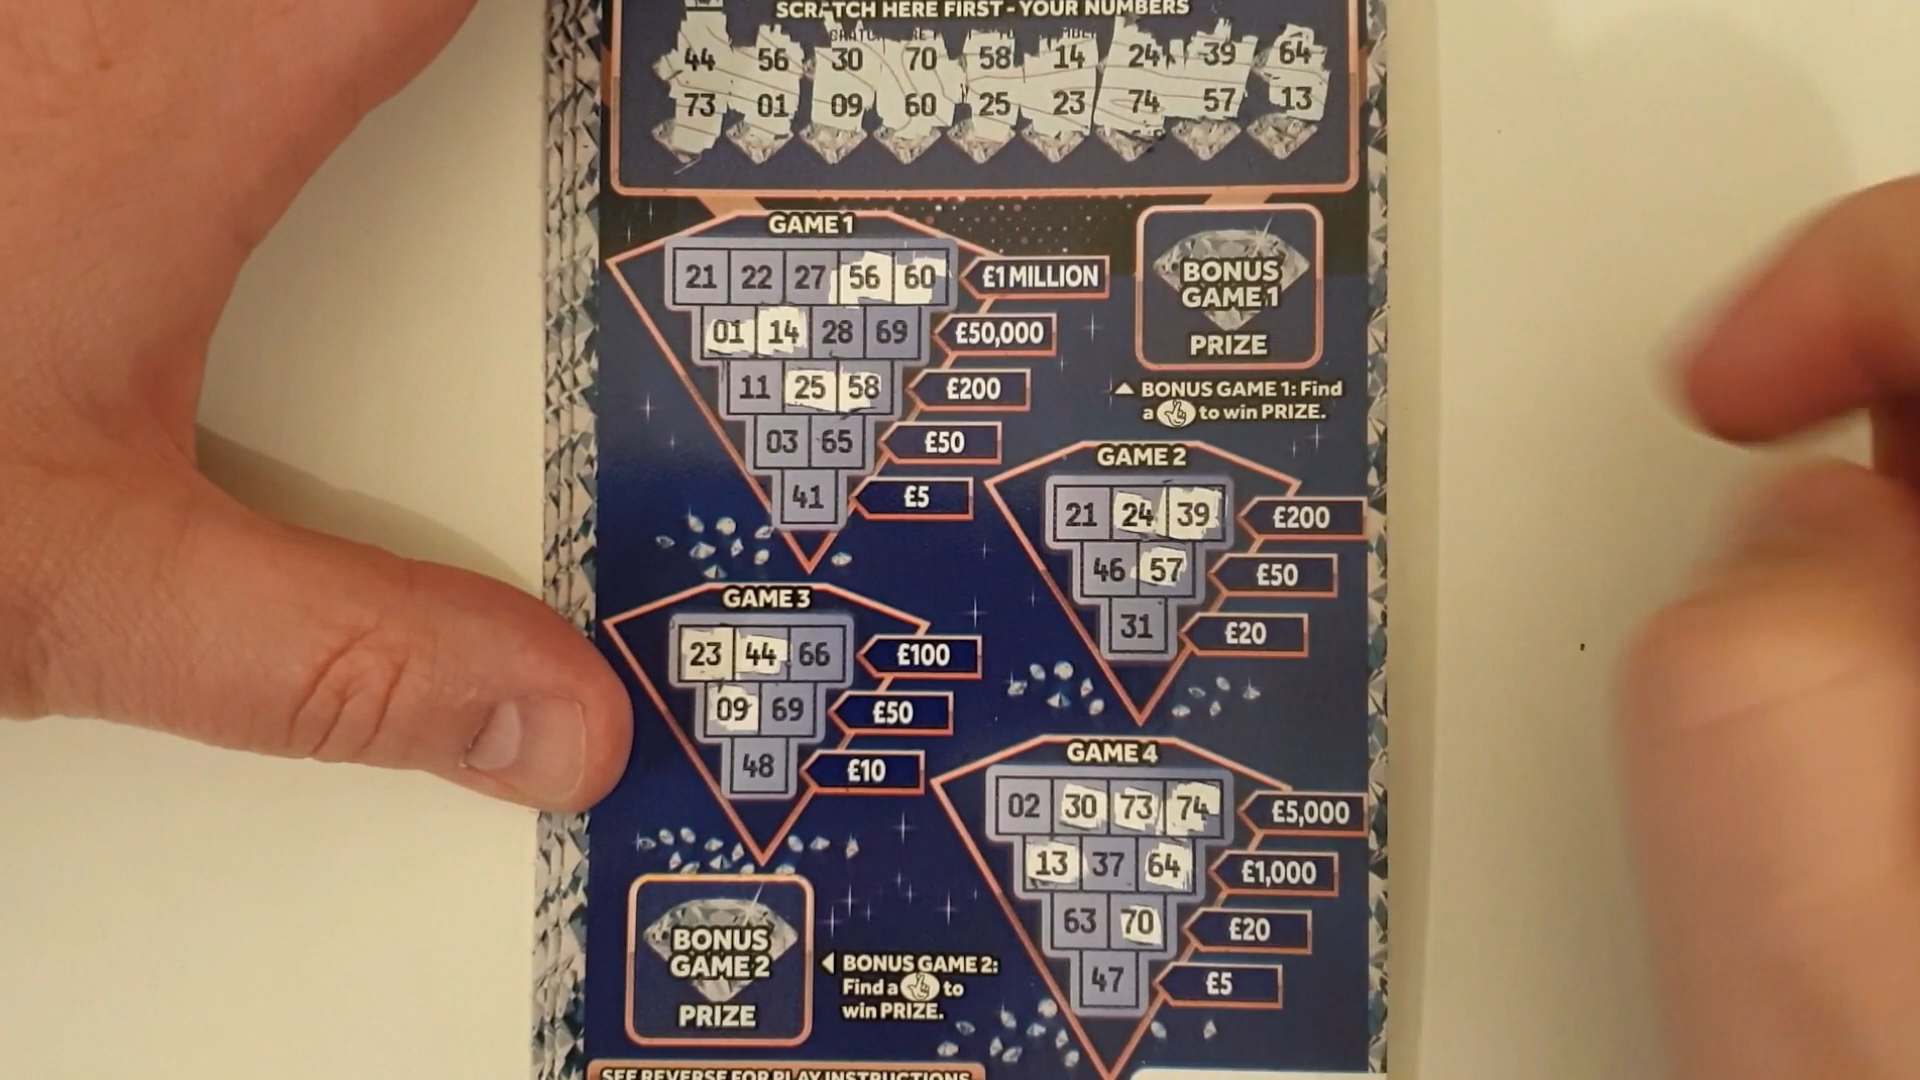 SCRATCH HERE FIRST - YOUR NUMBERS
44 56 30 70 58 14 24 39 64
73 01 09 60 25 23 74 57 13
GAME 1
21 22 27 56 60 £1 MILLION
01 14 28 69 £50,000
11 25 58 £200
03 65 £50
41 £5
BONUS
GAME 1
PRIZE
BONUS GAME 1: Find
a to win PRIZE.
GAME 2
21 24 39 £200
46 57 £50
31 £20
GAME 3
23 44 66 £100
09 69 £50
48 £10
GAME 4
02 30 73 74 £5,000
13 37 64 £1,000
63 70 £20
47 £5
BONUS
GAME 2
PRIZE
BONUS GAME 2:
Find a to
win PRIZE.
SEE REVERSE FOR PLAY INSTRUCTIONS